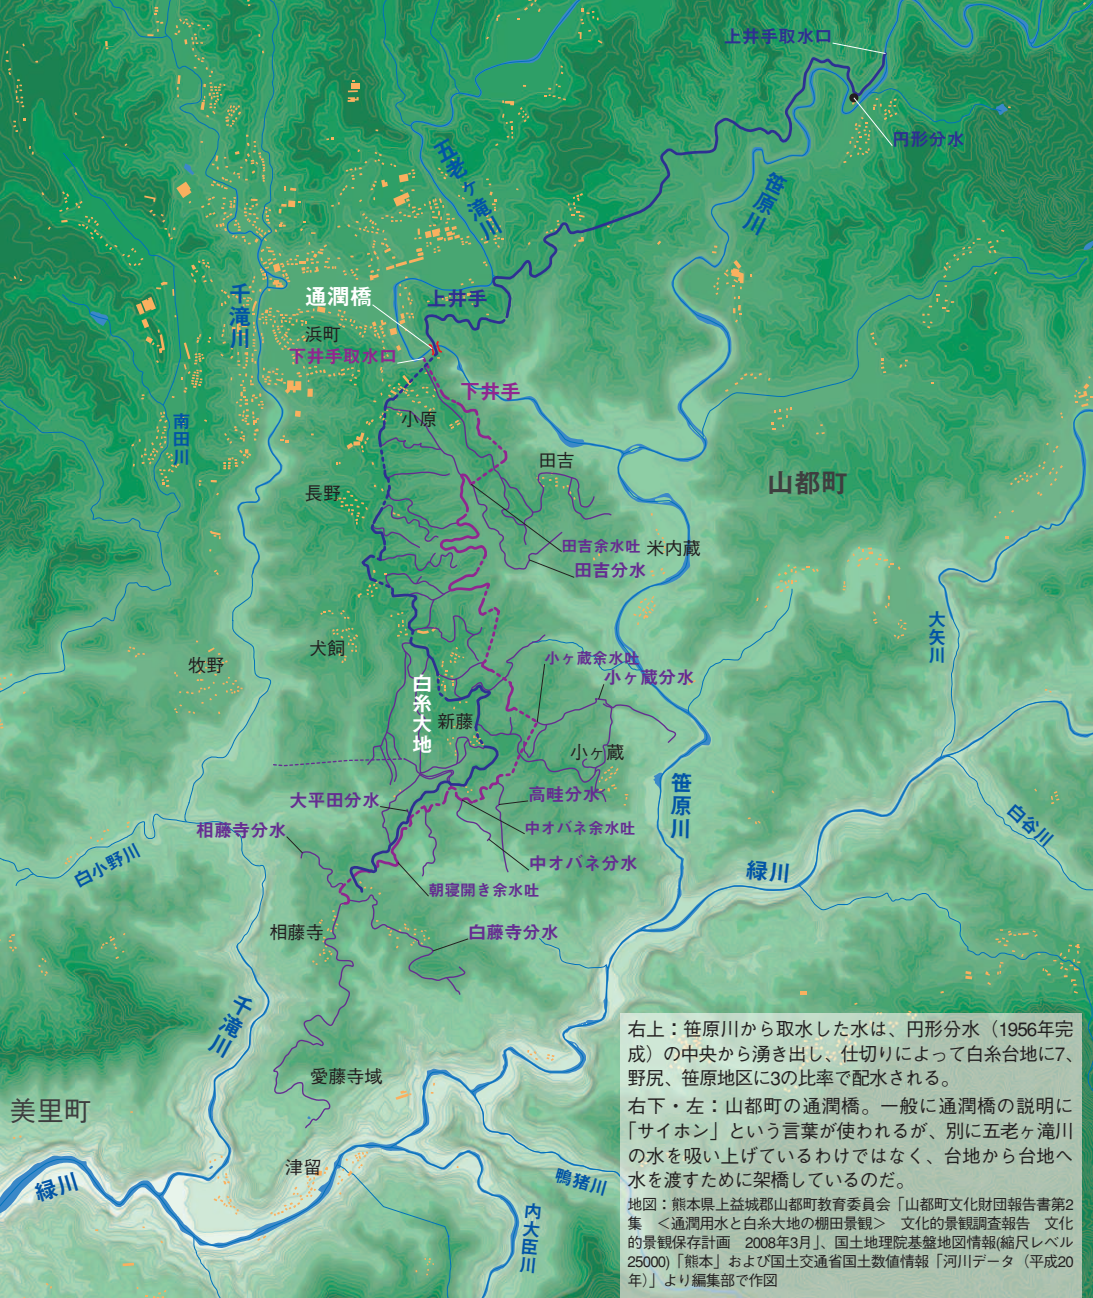 上井手取水口
円形分水
五老ヶ滝川
笹原川
千滝川
通潤橋
上井手
浜町
下井手取水口
下井手
小原
南田川
田吉
山都町
長野
田吉余水吐
米内蔵
田吉分水
大矢川
犬飼
牧野
小ヶ蔵余水吐
小ヶ蔵分水
白糸大地
新藤
小ヶ蔵
笹原川
大平田分水
高畦分水
相藤寺分水
中オバネ余水吐
白谷川
白小野川
中オバネ分水
緑川
朝寝開き余水吐
相藤寺
白藤寺分水
千滝川
愛藤寺域
美里町
津留
緑川
鴨猪川
内大臣川
右上：笹原川から取水した水は、円形分水（1956年完
成）の中央から湧き出し、仕切りによって白糸台地に7、
野尻、笹原地区に3の比率で配水される。
右下・左：山都町の通潤橋。一般に通潤橋の説明に
「サイホン」という言葉が使われるが、別に五老ヶ滝川
の水を吸い上げているわけではなく、台地から台地へ
水を渡すために架橋しているのだ。
地図：熊本県上益城郡山都町教育委員会「山都町文化財団報告書第2
集　＜通潤用水と白糸大地の棚田景観＞　文化的景観調査報告　文化
的景観保存計画　2008年3月」、国土地理院基盤地図情報(縮尺レベル
25000)「熊本」および国土交通省国土数値情報「河川データ（平成20
年）」より編集部で作図